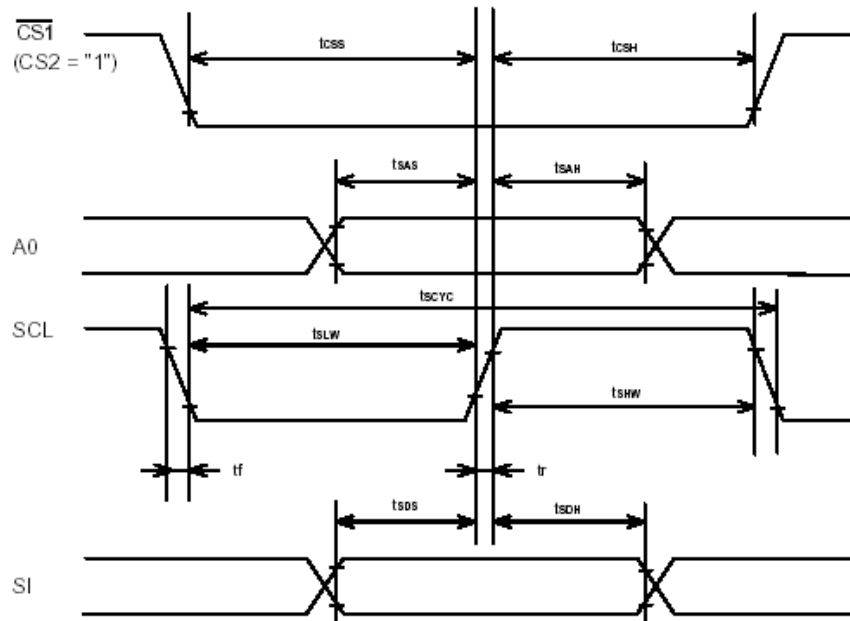 CS1
(CS2 = "1")
tCSS
tCSH
tSAS
tSAH
A0
tSCYC
SCL
tSLW
tSHW
tf
tr
tSDS
tSDH
SI